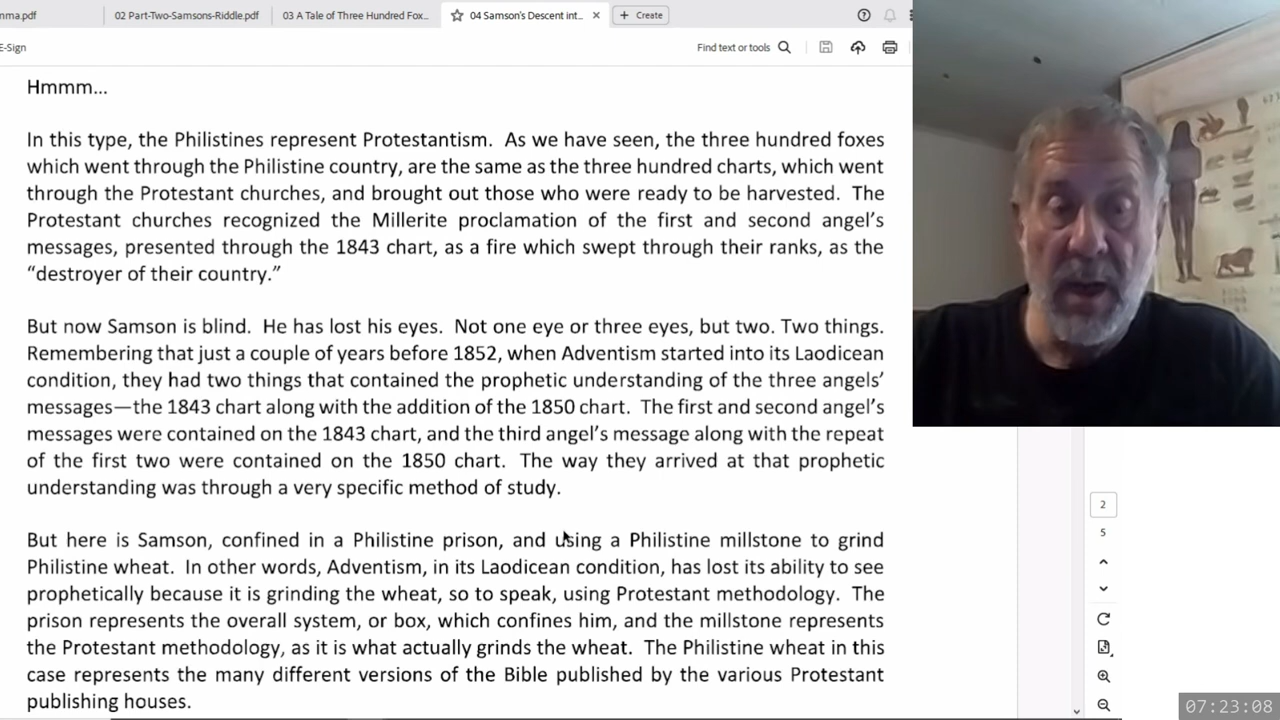 mma.pdf
02 Part-Two-Samsons-Riddle.pdf
03 A Tale of Three Hundred Fox...
04 Samson's Descent int...
Create
E-Sign
Find text or tools
Hmmm...
In this type, the Philistines represent Protestantism. As we have seen, the three hundred foxes
which went through the Philistine country, are the same as the three hundred charts, which went
through the Protestant churches, and brought out those who were ready to be harvested. The
Protestant churches recognized the Millerite proclamation of the first and second angel's
messages, presented through the 1843 chart, as a fire which swept through their ranks, as the
“destroyer of their country.”
But now Samson is blind. He has lost his eyes. Not one eye or three eyes, but two. Two things.
Remembering that just a couple of years before 1852, when Adventism started into its Laodicean
condition, they had two things that contained the prophetic understanding of the three angels'
messages—the 1843 chart along with the addition of the 1850 chart. The first and second angel's
messages were contained on the 1843 chart, and the third angel's message along with the repeat
of the first two were contained on the 1850 chart. The way they arrived at that prophetic
understanding was through a very specific method of study.
But here is Samson, confined in a Philistine prison, and using a Philistine millstone to grind
Philistine wheat. In other words, Adventism, in its Laodicean condition, has lost its ability to see
prophetically because it is grinding the wheat, so to speak, using Protestant methodology. The
prison represents the overall system, or box, which confines him, and the millstone represents
the Protestant methodology, as it is what actually grinds the wheat. The Philistine wheat in this
case represents the many different versions of the Bible published by the various Protestant
publishing houses.
2
5
07:23:08